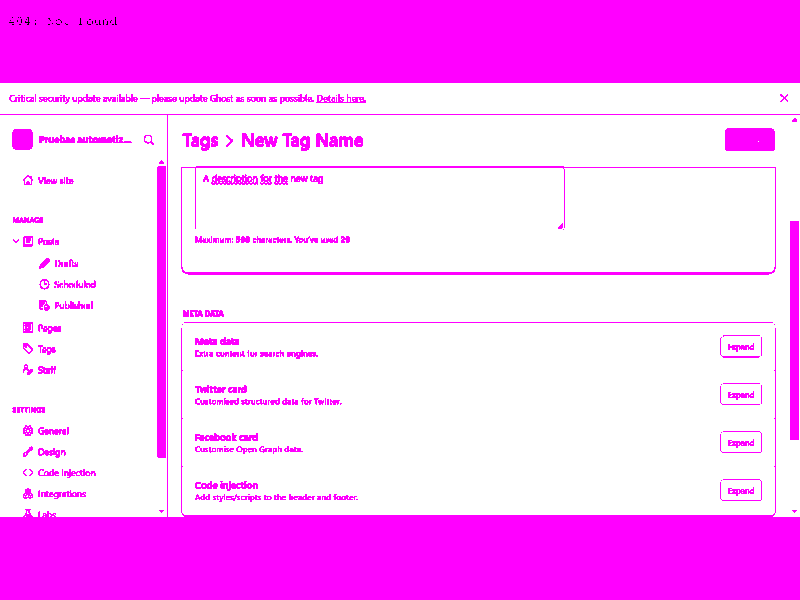 404: Not Found
Critical security update available — please update Ghost as soon as possible. Details here.
Pruebas automatiz...
Tags > New Tag Name
View site
A description for the new tag
Maximum: 500 characters. You've used
MANAGE
Posts
Drafts
Scheduled
Published
Pages
Tags
Staff
META DATA
Meta data
Extra content for search engines.
Expand
Twitter card
Customised structured data for Twitter.
Expand
Facebook card
Customise Open Graph data.
Expand
Code injection
Add styles/scripts to the header and footer.
Expand
SETTINGS
General
Design
Code injection
Integrations
Labs